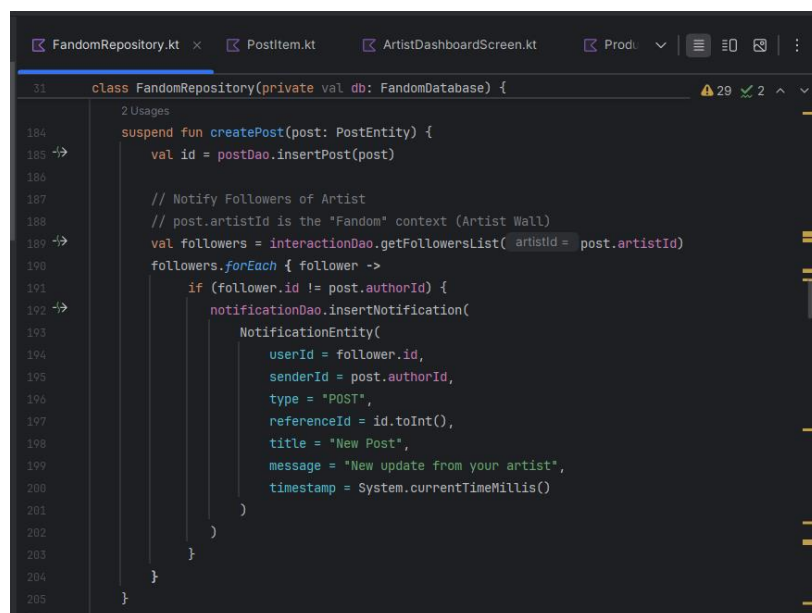 FandomRepository.kt × PostItem.kt ArtistDashboardScreen.kt
31 class FandomRepository(private val db: FandomDatabase) { 29 2
2 Usages
184 suspend fun createPost(post: PostEntity) {
185 val id = postDao.insertPost(post)
186
187 // Notify Followers of Artist
188 // post.artistId is the "Fandom" context (Artist Wall)
189 val followers = interactionDao.getFollowersList( artistId = post.artistId)
190 followers.forEach { follower ->
191 if (follower.id != post.authorId) {
192 notificationDao.insertNotification(
193 NotificationEntity(
194 userId = follower.id,
195 senderId = post.authorId,
196 type = "POST",
197 referenceId = id.toInt(),
198 title = "New Post",
199 message = "New update from your artist",
200 timestamp = System.currentTimeMillis()
201 )
202 )
203 }
204 }
205 }